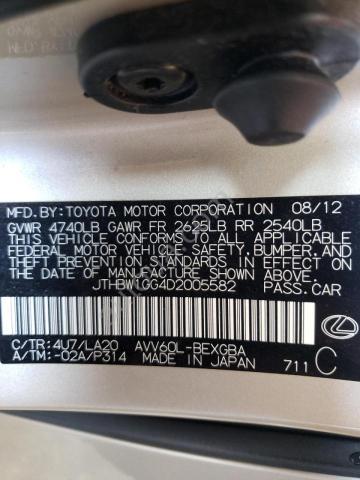 MFD.BY:TOYOTA MOTOR CORPORATION 08/12
GVWR 4740LB GAWR FR 2625LB RR 2540LB
THIS VEHICLE CONFORMS TO ALL APPLICABLE
FEDERAL MOTOR VEHICLE SAFETY,BUMPER,AND
THEFT PREVENTION STANDARDS IN EFFECT ON
THE DATE OF MANUFACTURE SHOWN ABOVE.
JTHBW1GG4D2005582 PASS.CAR
C/TR:4U7/LA20 AVV60L-BEXGBA
A/TM:-02A/P314 MADE IN JAPAN 711 C